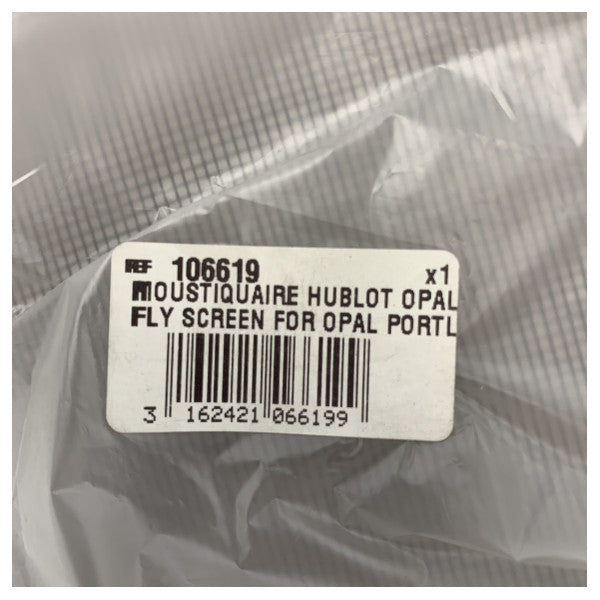 REF 106619 x1
MOUSTIQUAIRE HUBLOT OPAL
FLY SCREEN FOR OPAL PORTL
3 162421 066199